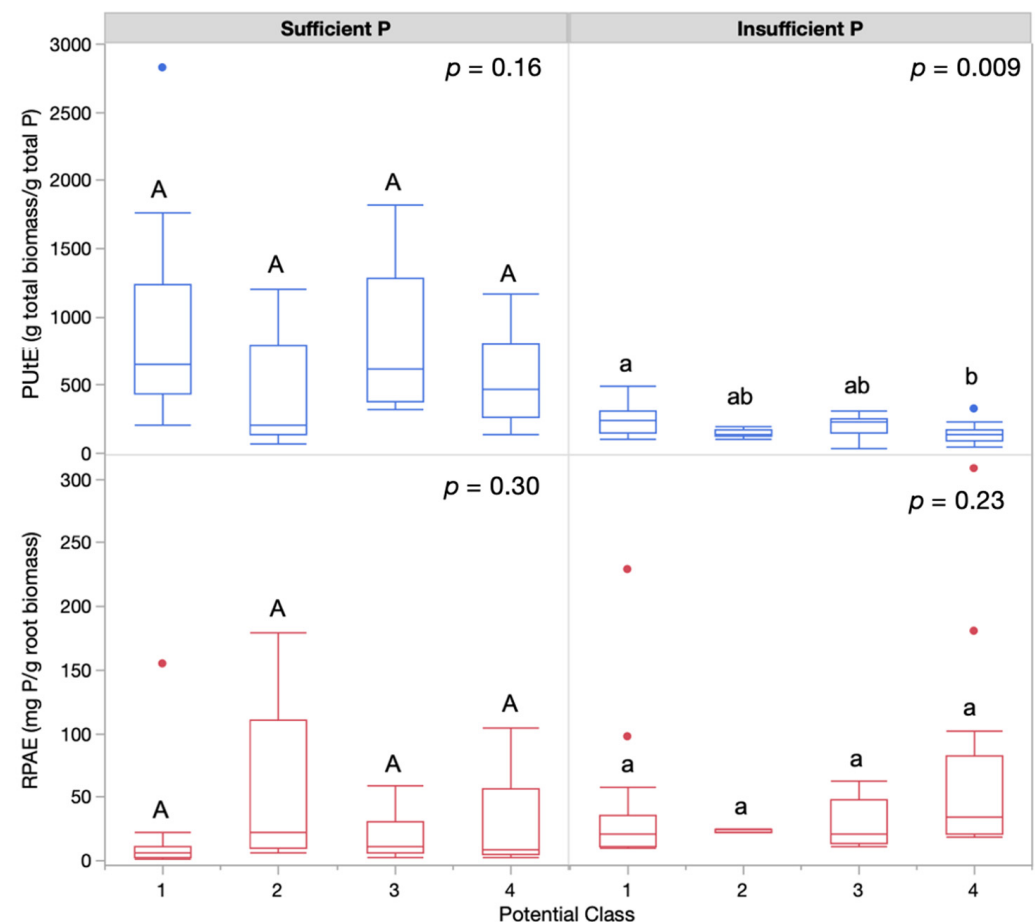 Sufficient P
Insufficient P
PUtE (g total biomass/g total P)
3000
2500
2000
1500
1000
500
0
p = 0.16
A
A
A
A
p = 0.009
a
ab
ab
b
RPAE (mg P/g root biomass)
300
250
200
150
100
50
0
p = 0.30
A
A
A
A
p = 0.23
a
a
a
a
1
2
3
4
1
2
3
4
Potential Class